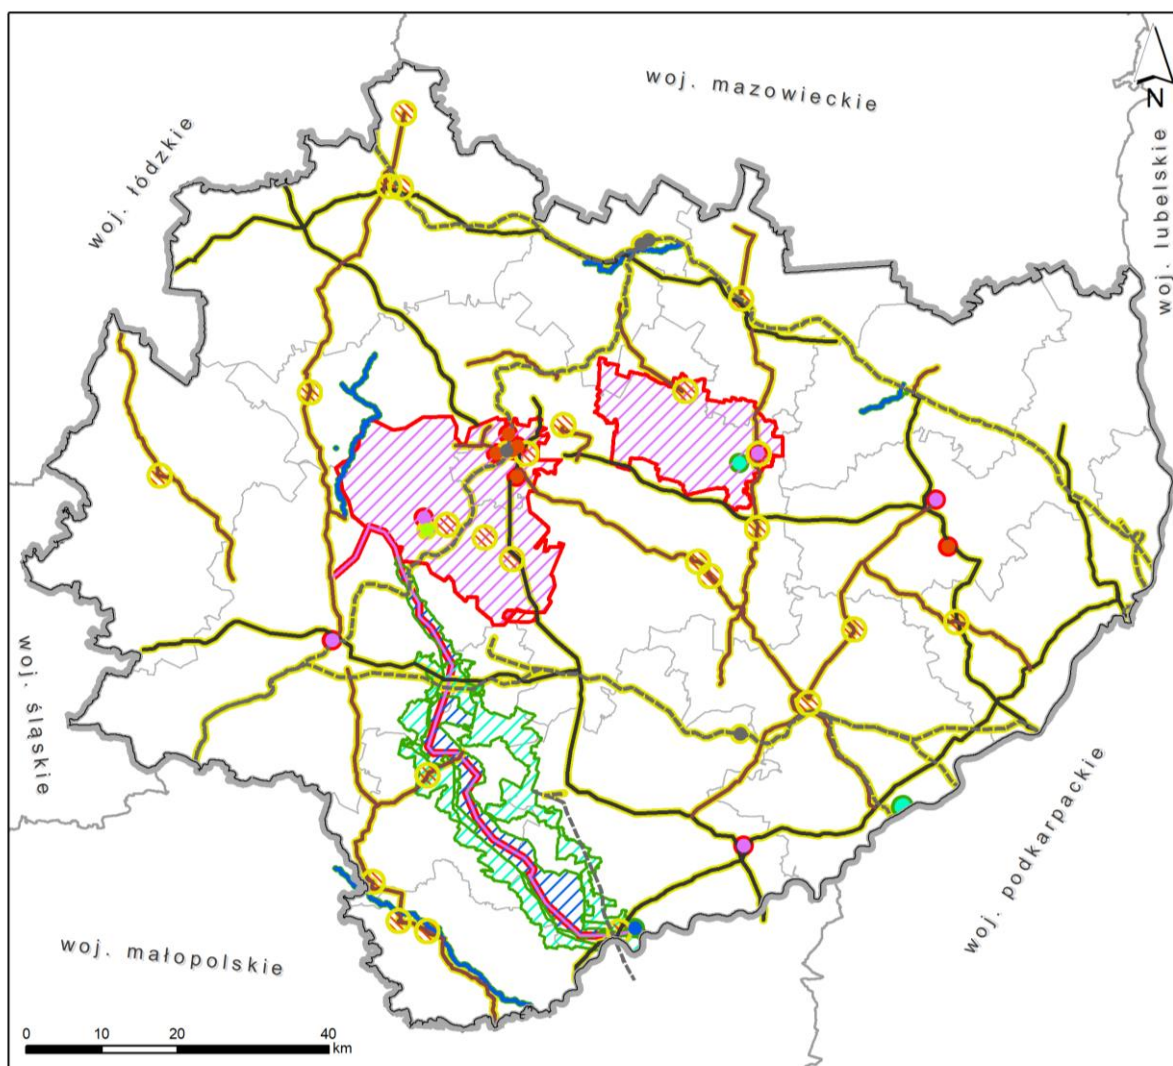 woj. mazowieckie
N
woj. łódzkie
woj. lubelskie
woj. śląskie
woj. podkarpackie
woj. małopolskie
0 10 20 40
km